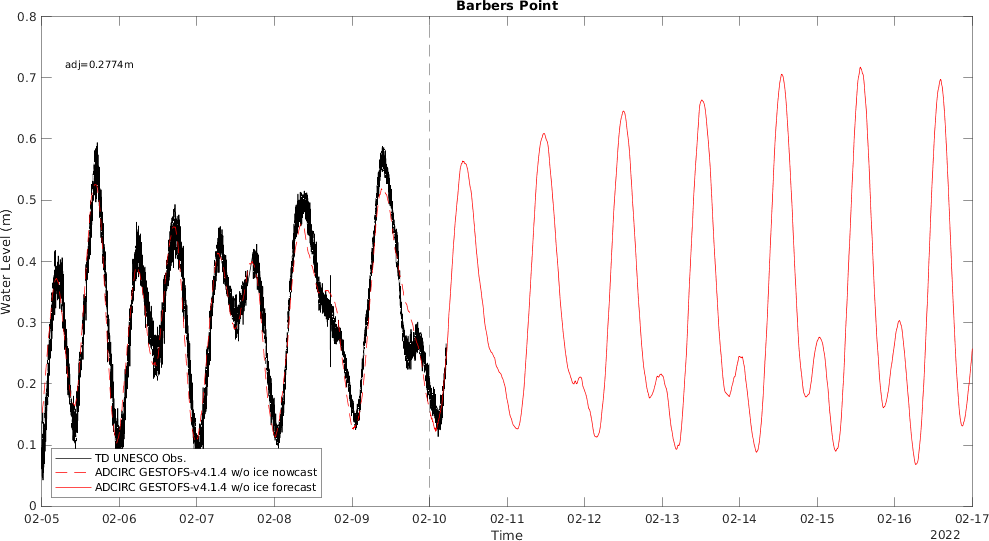 Barbers Point
adj=0.2774m
Water Level (m)
0.8
0.7
0.6
0.5
0.4
0.3
0.2
0.1
0
TD UNESCO Obs.
ADCIRC GESTOFS-v4.1.4 w/o ice nowcast
ADCIRC GESTOFS-v4.1.4 w/o ice forecast
02-05 02-06 02-07 02-08 02-09 02-10 02-11 02-12 02-13 02-14 02-15 02-16 02-17
Time
2022